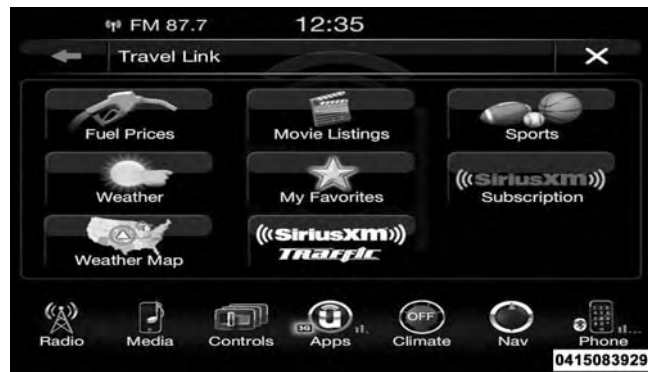 FM 87.7 12:35
Travel Link
Fuel Prices Movie Listings Sports
Weather My Favorites ((SiriusXM)) Subscription
Weather Map ((SiriusXM)) Traffic
OFF
Radio Media Controls Apps Climate Nav Phone
0415083929